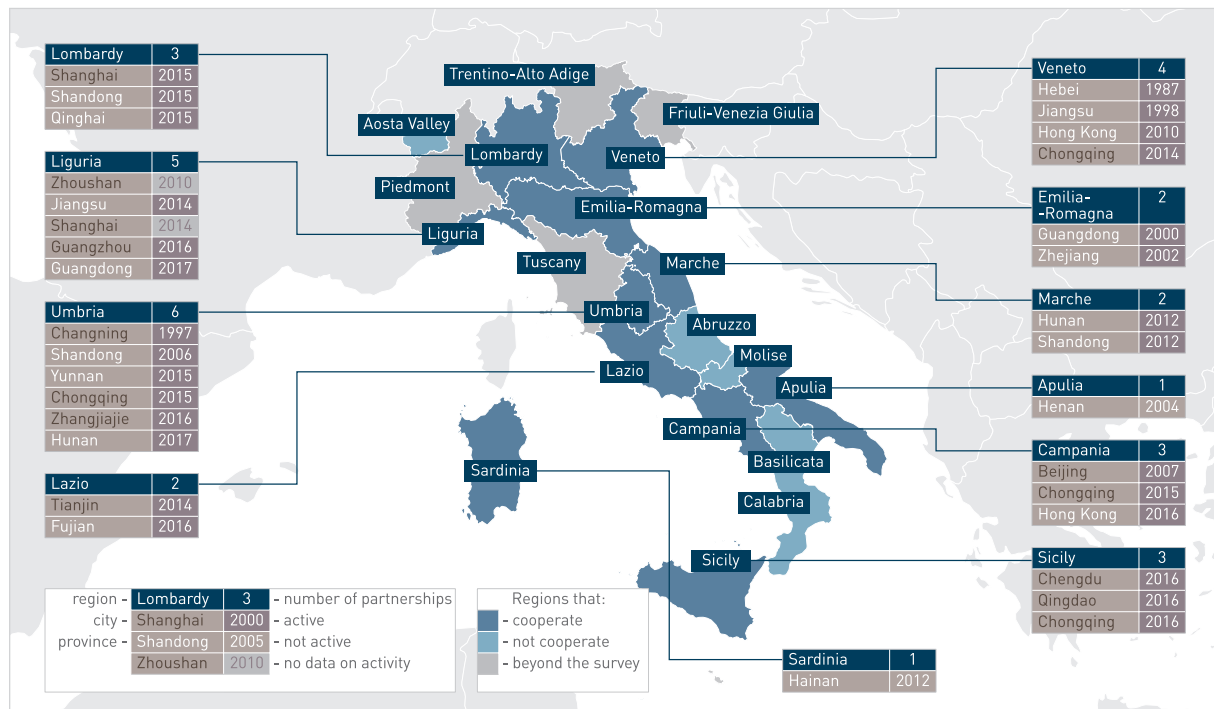 Lombardy 3
Shanghai 2015
Shandong 2015
Qinghai 2015
Liguria 5
Zhoushan 2010
Jiangsu 2014
Shanghai 2014
Guangzhou 2016
Guangdong 2017
Umbria 6
Changning 1997
Shandong 2006
Yunnan 2015
Chongqing 2015
Zhangjiajie 2016
Hunan 2017
Lazio 2
Tianjin 2014
Fujian 2016
Trentino-Alto Adige
Friuli-Venezia Giulia
Aosta Valley
Lombardy
Veneto
Piedmont
Emilia-Romagna
Liguria
Tuscany
Marche
Umbria
Abruzzo
Molise
Lazio
Apulia
Campania
Basilicata
Sardinia
Calabria
Sicily
Veneto 4
Hebei 1987
Jiangsu 1998
Hong Kong 2010
Chongqing 2014
Emilia-
-Romagna 2
Guangdong 2000
Zhejiang 2002
Marche 2
Hunan 2012
Shandong 2012
Apulia 1
Henan 2004
Campania 3
Beijing 2007
Chongqing 2015
Hong Kong 2016
Sicily 3
Chengdu 2016
Qingdao 2016
Chongqing 2016
Sardinia 1
Hainan 2012
region - Lombardy 3 - number of partnerships
city - Shanghai 2000 - active
province - Shandong 2005 - not active
Zhoushan 2010 - no data on activity
Regions that:
- cooperate
- not cooperate
- beyond the survey